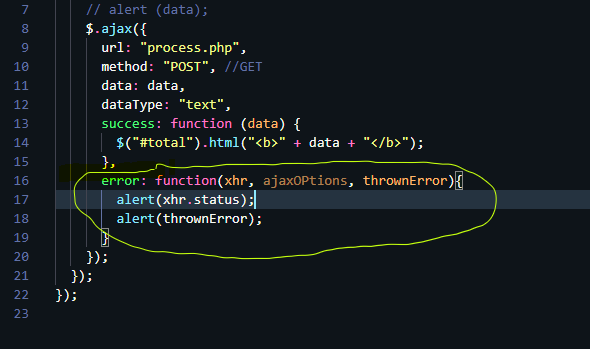 7 // alert (data);
8 $.ajax({
9 url: "process.php",
10 method: "POST", //GET
11 data: data,
12 dataType: "text",
13 success: function (data) {
14 $("#total").html("<b>" + data + "</b>");
15 },
16 error: function(xhr, ajaxOPtions, thrownError){
17 alert(xhr.status);
18 alert(thrownError);
19 }
20 });
21 });
22 });
23